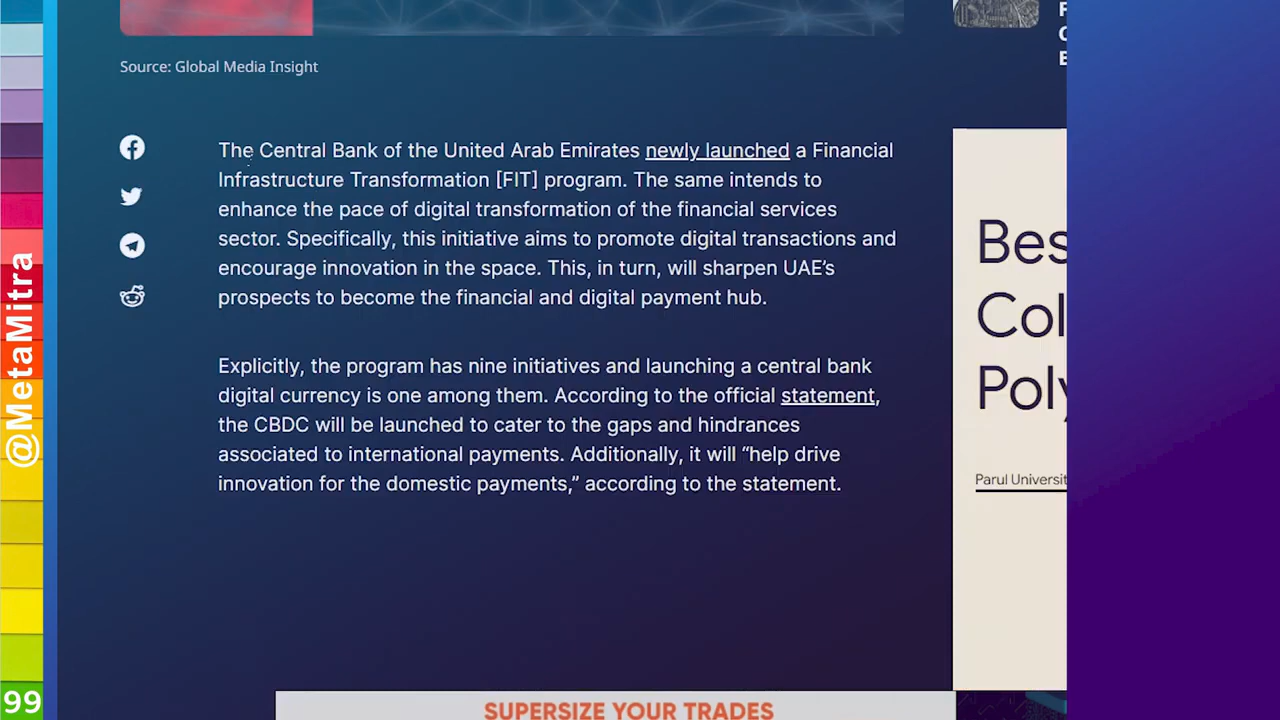 Source: Global Media Insight
The Central Bank of the United Arab Emirates newly launched a Financial
Infrastructure Transformation [FIT] program. The same intends to
enhance the pace of digital transformation of the financial services
sector. Specifically, this initiative aims to promote digital transactions and
encourage innovation in the space. This, in turn, will sharpen UAE’s
prospects to become the financial and digital payment hub.
Explicitly, the program has nine initiatives and launching a central bank
digital currency is one among them. According to the official statement,
the CBDC will be launched to cater to the gaps and hindrances
associated to international payments. Additionally, it will “help drive
innovation for the domestic payments,” according to the statement.
Bes
Col
Poly
Parul Universit
SUPERSIZE YOUR TRADES
@MetaMitra
99